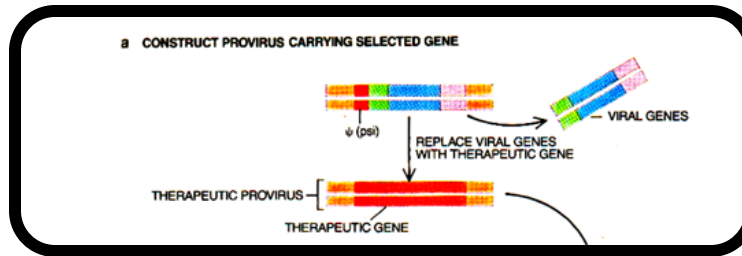 a CONSTRUCT PROVIRUS CARRYING SELECTED GENE
ψ (psi)
VIRAL GENES
REPLACE VIRAL GENES
WITH THERAPEUTIC GENE
THERAPEUTIC PROVIRUS
THERAPEUTIC GENE